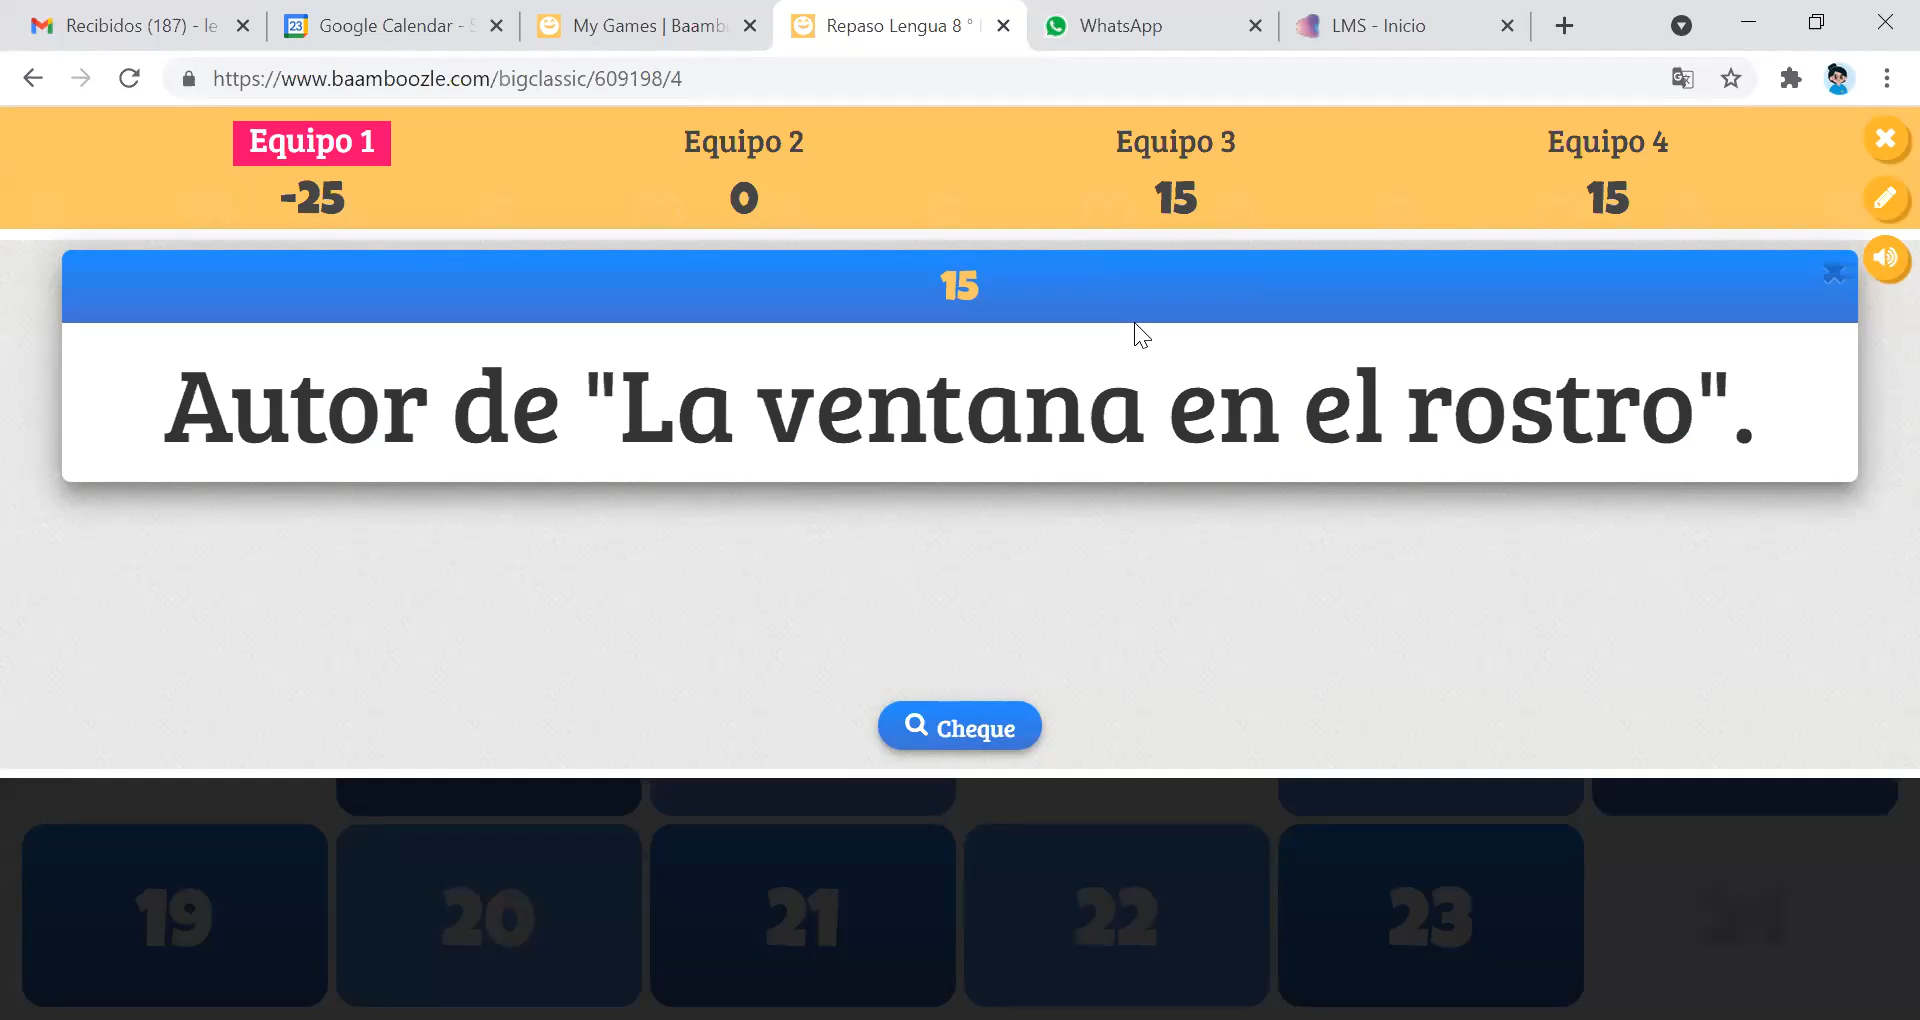 Recibidos (187) - le
Google Calendar - S
My Games | Baamb
Repaso Lengua 8 °
WhatsApp
LMS - Inicio
https://www.baamboozle.com/bigclassic/609198/4
Equipo 1
Equipo 2
Equipo 3
Equipo 4
-25
0
15
15
15
Autor de "La ventana en el rostro".
Cheque
19
20
21
22
23